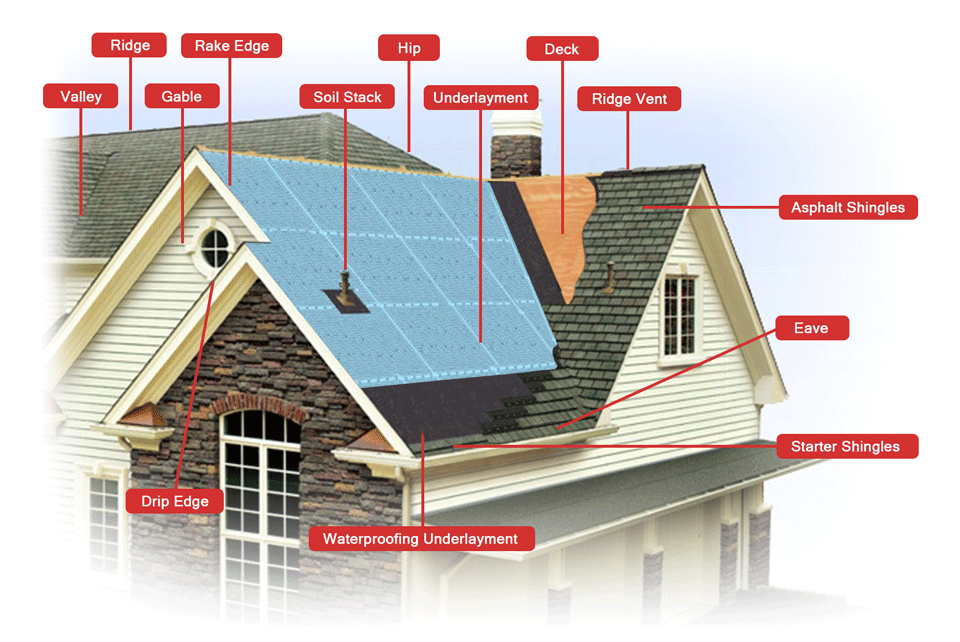 Ridge
Rake Edge
Hip
Deck
Valley
Gable
Soil Stack
Underlayment
Ridge Vent
Asphalt Shingles
Eave
Starter Shingles
Drip Edge
Waterproofing Underlayment